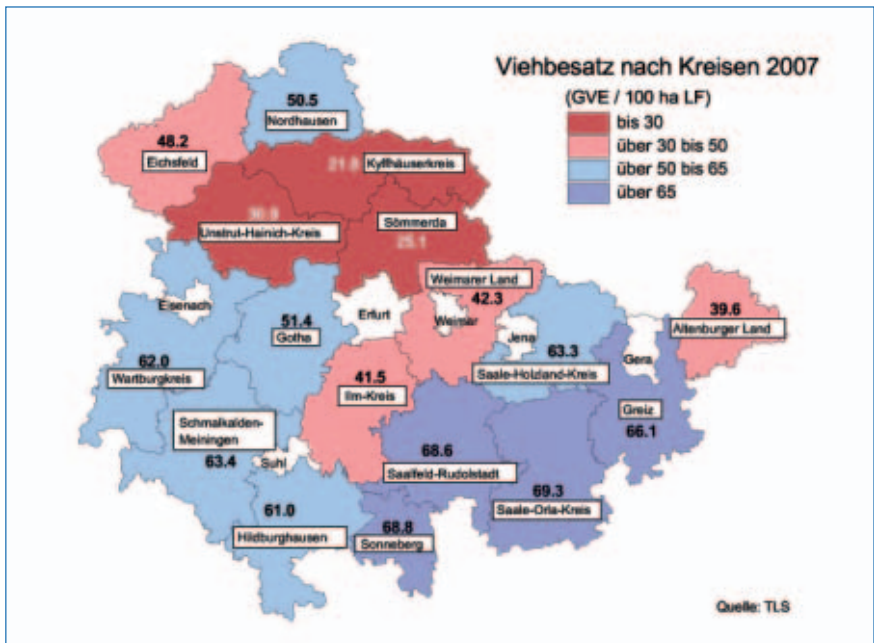 Viehbesatz nach Kreisen 2007
(GVE / 100 ha LF)
bis 30
über 30 bis 50
über 50 bis 65
über 65
50.5
Nordhausen
48.2
Eichsfeld
Kyffhäuserkreis
Unstrut-Hainich-Kreis
Sömmerda
25.1
Weimarer Land
42.3
Eisenach
51.4
Gotha
Erfurt
Weimar
Jena
63.3
Saale-Holzland-Kreis
Gera
39.6
Altenburger Land
62.0
Wartburgkreis
41.5
Ilm-Kreis
Greiz
66.1
Schmalkalden-
Meiningen
63.4
Suhl
68.6
Saalfeld-Rudolstadt
69.3
Saale-Orla-Kreis
61.0
Hildburghausen
68.8
Sonneberg
Quelle: TLS